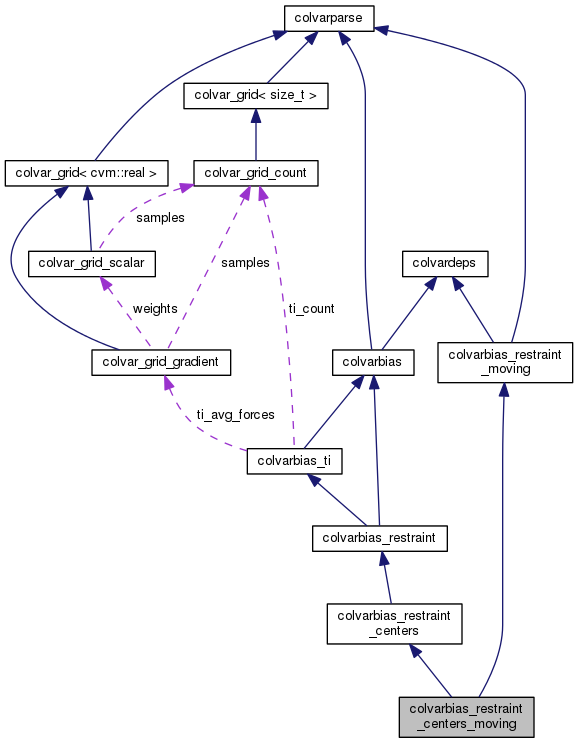 colvarparse
colvar_grid< size_t >
colvar_grid< cvm::real >
colvar_grid_count
samples
colvar_grid_scalar
samples
colvardeps
weights
ti_count
colvar_grid_gradient
colvarbias
colvarbias_restraint
_moving
ti_avg_forces
colvarbias_ti
colvarbias_restraint
colvarbias_restraint
_centers
colvarbias_restraint
_centers_moving